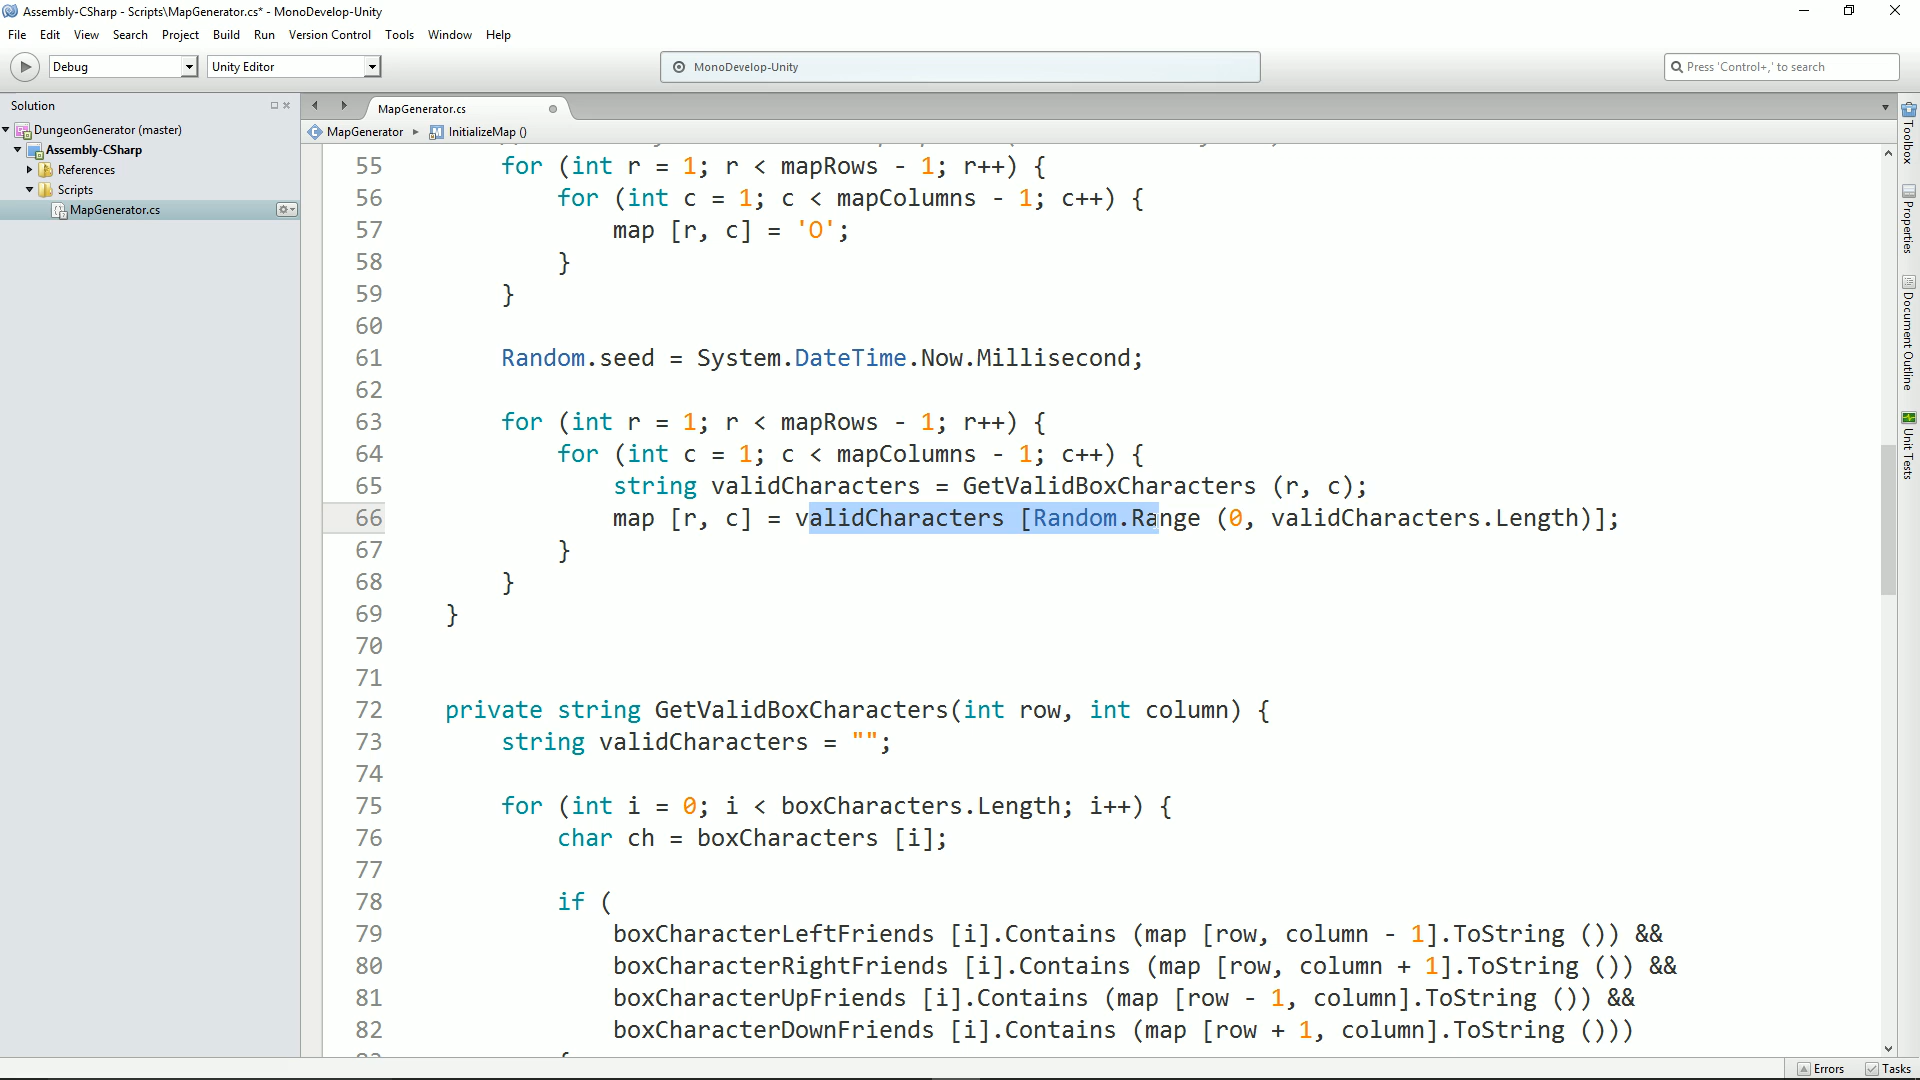 Assembly-CSharp - Scripts\MapGenerator.cs* - MonoDevelop-Unity
File Edit View Search Project Build Run Version Control Tools Window Help
Debug Unity Editor MonoDevelop-Unity Press 'Control+,' to search
Solution
DungeonGenerator (master)
Assembly-CSharp
References
Scripts
MapGenerator.cs
MapGenerator.cs
MapGenerator InitializeMap ()
55 for (int r = 1; r < mapRows - 1; r++) {
56 for (int c = 1; c < mapColumns - 1; c++) {
57 map [r, c] = 'O';
58 }
59 }
60
61 Random.seed = System.DateTime.Now.Millisecond;
62
63 for (int r = 1; r < mapRows - 1; r++) {
64 for (int c = 1; c < mapColumns - 1; c++) {
65 string validCharacters = GetValidBoxCharacters (r, c);
66 map [r, c] = validCharacters [Random.Range (0, validCharacters.Length)];
67 }
68 }
69 }
70
71
72 private string GetValidBoxCharacters(int row, int column) {
73 string validCharacters = "";
74
75 for (int i = 0; i < boxCharacters.Length; i++) {
76 char ch = boxCharacters [i];
77
78 if (
79 boxCharacterLeftFriends [i].Contains (map [row, column - 1].ToString ()) &&
80 boxCharacterRightFriends [i].Contains (map [row, column + 1].ToString ()) &&
81 boxCharacterUpFriends [i].Contains (map [row - 1, column].ToString ()) &&
82 boxCharacterDownFriends [i].Contains (map [row + 1, column].ToString ()))
Toolbox
Properties
Document Outline
Unit Tests
Errors Tasks